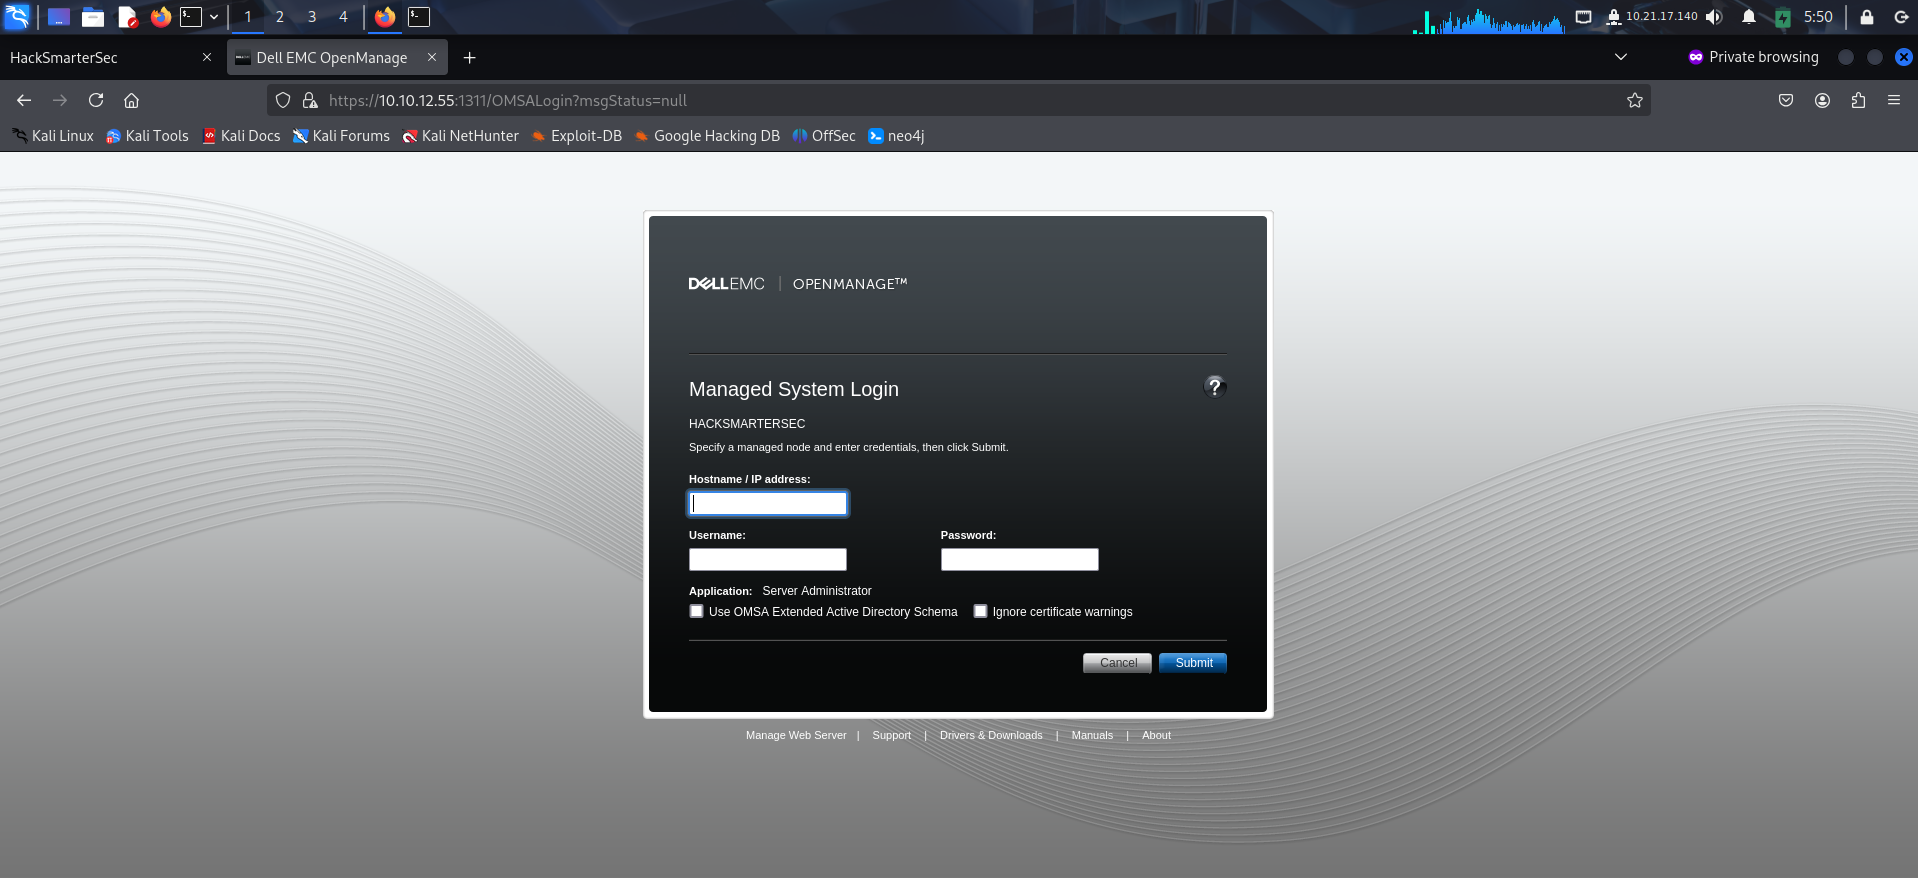 1 2 3 4 10.21.17.140 5:50
HackSmarterSec Dell EMC OpenManage Private browsing
https://10.10.12.55:1311/OMSALogin?msgStatus=null
Kali Linux Kali Tools Kali Docs Kali Forums Kali NetHunter Exploit-DB Google Hacking DB OffSec neo4j
DELLEMC | OPENMANAGE™
Managed System Login ?
HACKSMARTERSEC
Specify a managed node and enter credentials, then click Submit.
Hostname / IP address:
Username: Password:
Application: Server Administrator
Use OMSA Extended Active Directory Schema Ignore certificate warnings
Cancel Submit
Manage Web Server | Support | Drivers & Downloads | Manuals | About